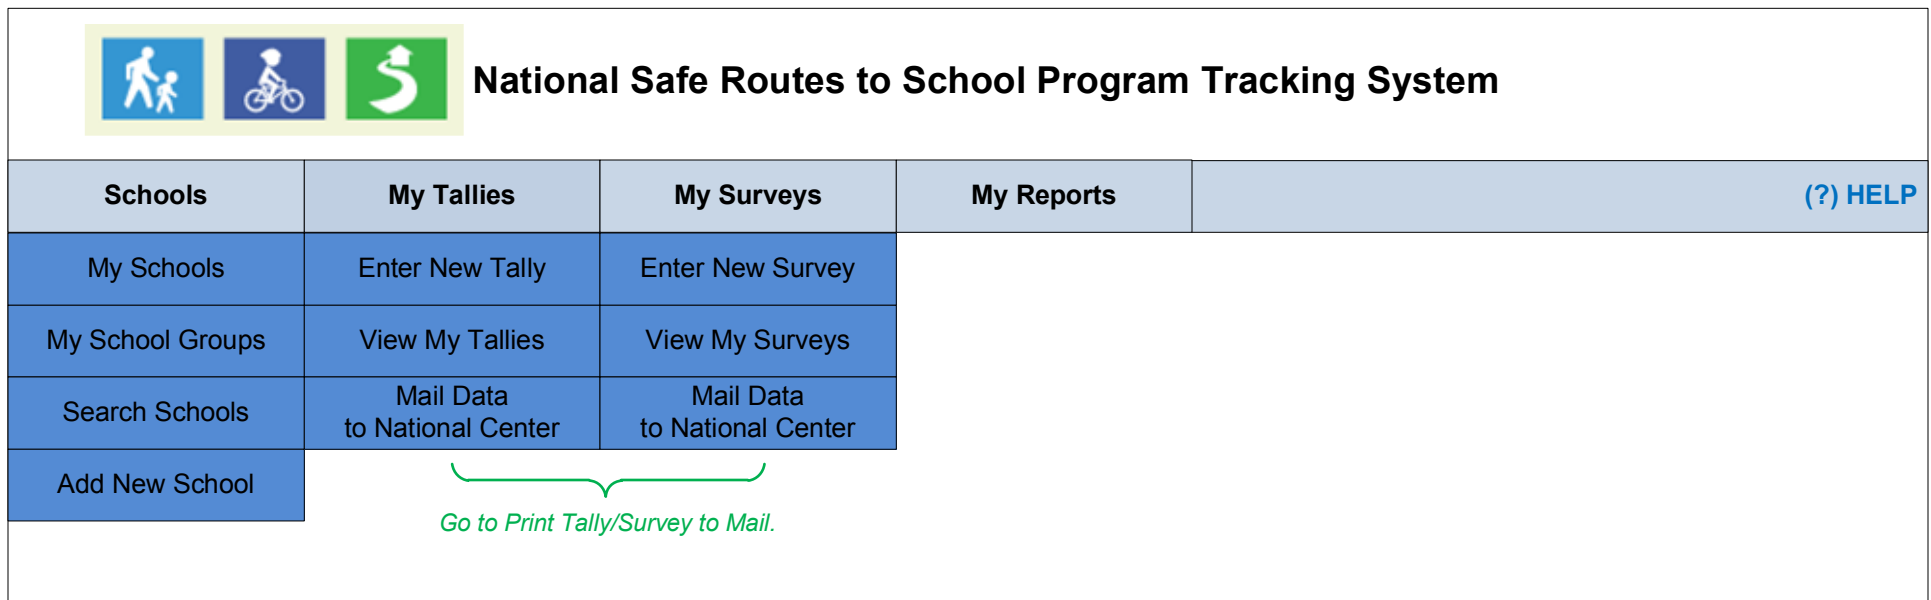 National Safe Routes to School Program Tracking System
Schools
My Tallies
My Surveys
My Reports
(?) HELP
My Schools
Enter New Tally
Enter New Survey
My School Groups
View My Tallies
View My Surveys
Search Schools
Mail Data
to National Center
Mail Data
to National Center
Add New School
Go to Print Tally/Survey to Mail.